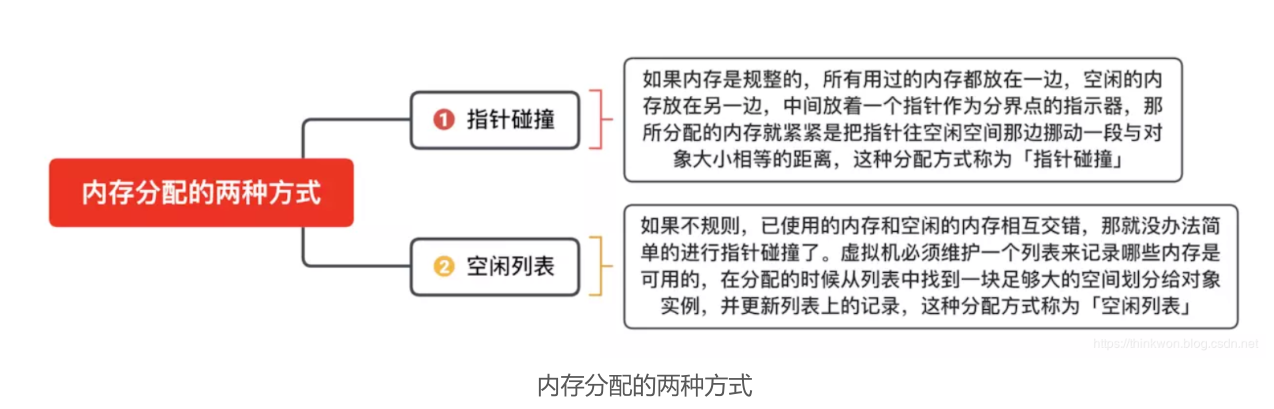 内存分配的两种方式
1 指针碰撞
如果内存是规整的，所有用过的内存都放在一边，空闲的内
存放在另一边，中间放着一个指针作为分界点的指示器，那
所分配的内存就紧紧是把指针往空闲空间那边挪动一段与对
象大小相等的距离，这种分配方式称为「指针碰撞」
2 空闲列表
如果不规则，已使用的内存和空闲的内存相互交错，那就没办法简
单的进行指针碰撞了。虚拟机必须维护一个列表来记录哪些内存是
可用的，在分配的时候从列表中找到一块足够大的空间划分给对象
实例，并更新列表上的记录，这种分配方式称为「空闲列表」
https://thinkwon.blog.csdn.net
内存分配的两种方式